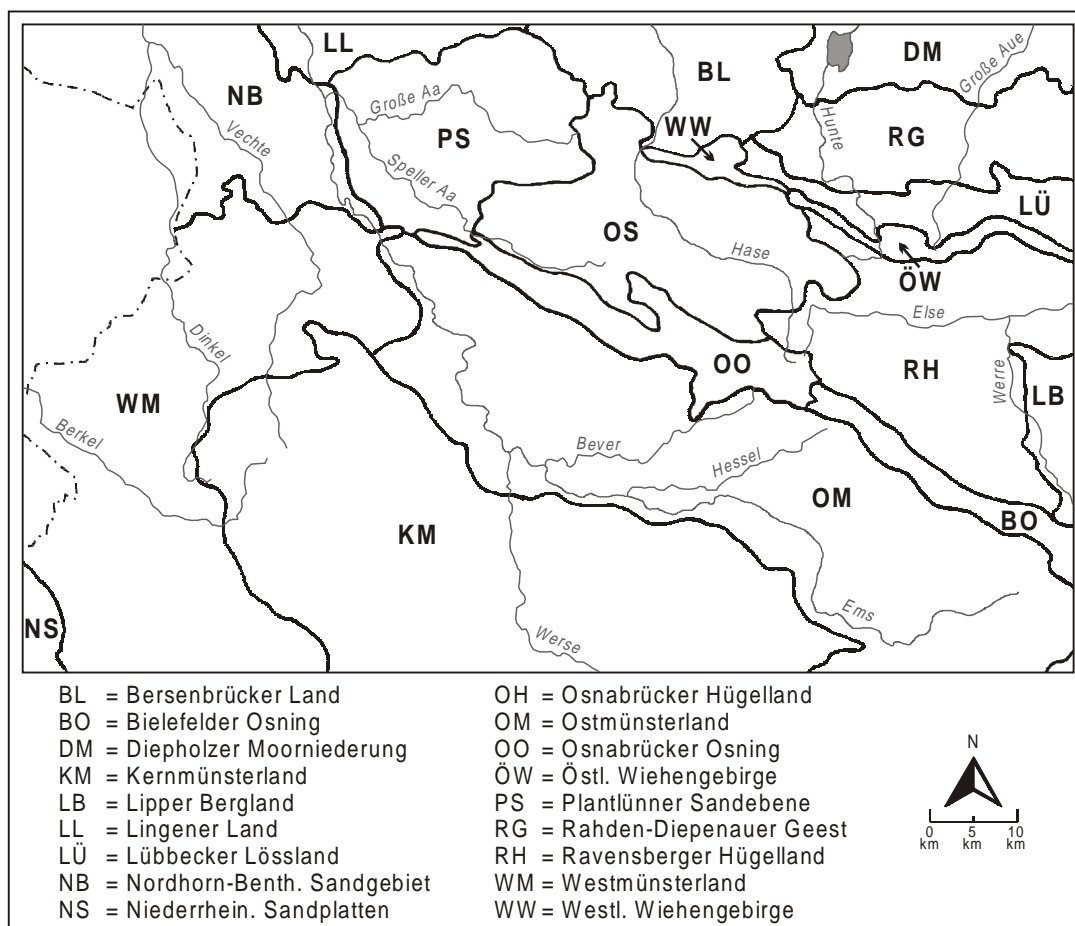 LL
DM
BL
Große Aue
NB
Große Aa
Vechte
PS
WW
Hunte
RG
Speller Aa
LÜ
OS
Hase
ÖW
Else
Dinkel
OO
RH
Werre
LB
WM
Berkel
Bever
Hessel
OM
BO
KM
Ems
NS
Werse
BL = Bersenbrücker Land
BO = Bielefelder Osning
DM = Diepholzer Moorniederung
KM = Kernmünsterland
LB = Lipper Bergland
LL = Lingener Land
LÜ = Lübbecker Lössland
NB = Nordhorn-Benth. Sandgebiet
NS = Niederrhein. Sandplatten
OH = Osnabrücker Hügelland
OM = Ostmünsterland
OO = Osnabrücker Osning
ÖW = Östl. Wiehengebirge
PS = Plantlünner Sandebene
RG = Rahden-Diepenauer Geest
RH = Ravensberger Hügelland
WM = Westmünsterland
WW = Westl. Wiehengebirge
N
0 5 10
km km km